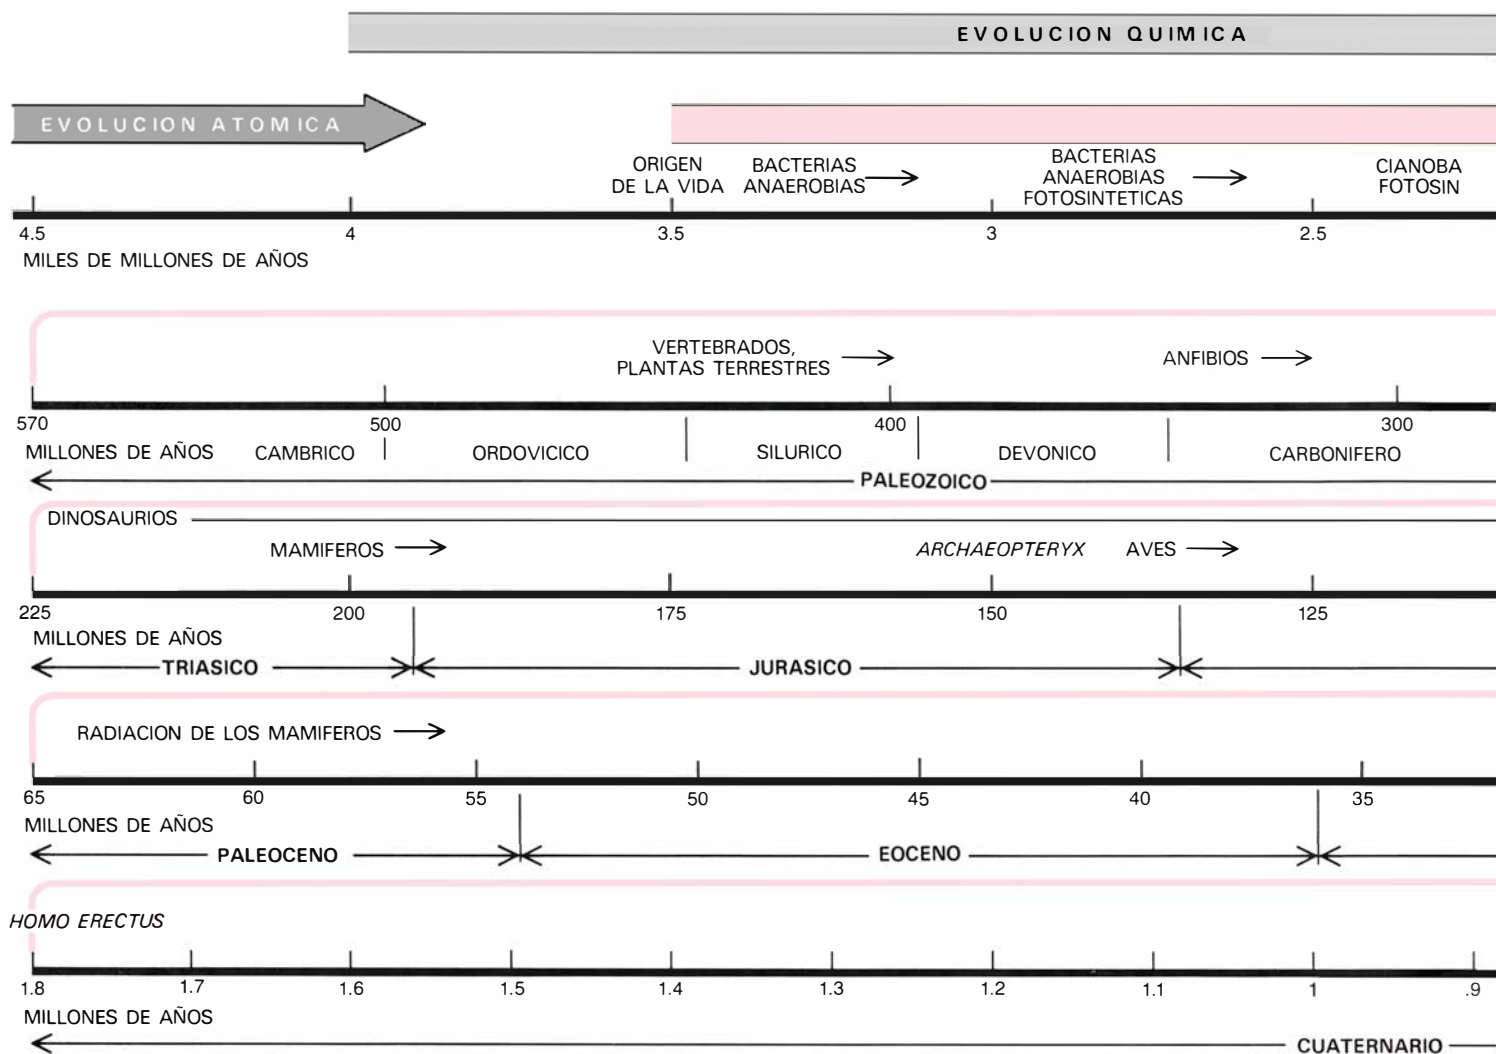 EVOLUCION QUIMICA
EVOLUCION ATOMICA
ORIGEN
DE LA VIDA
BACTERIAS
ANAEROBIAS
BACTERIAS
ANAEROBIAS
FOTOSINTETICAS
CIANOBA
FOTOSIN
4.5 4 3.5 3 2.5
MILES DE MILLONES DE AÑOS
VERTEBRADOS,
PLANTAS TERRESTRES
ANFIBIOS
570 500 400 300
MILLONES DE AÑOS CAMBRICO ORDOVICICO SILURICO DEVONICO CARBONIFERO
PALEOZOICO
DINOSAURIOS
MAMIFEROS ARCHAEOPTERYX AVES
225 200 175 150 125
MILLONES DE AÑOS
TRIASICO JURASICO
RADIACION DE LOS MAMIFEROS
65 60 55 50 45 40 35
MILLONES DE AÑOS
PALEOCENO EOCENO
HOMO ERECTUS
1.8 1.7 1.6 1.5 1.4 1.3 1.2 1.1 1 .9
MILLONES DE AÑOS
CUATERNARIO